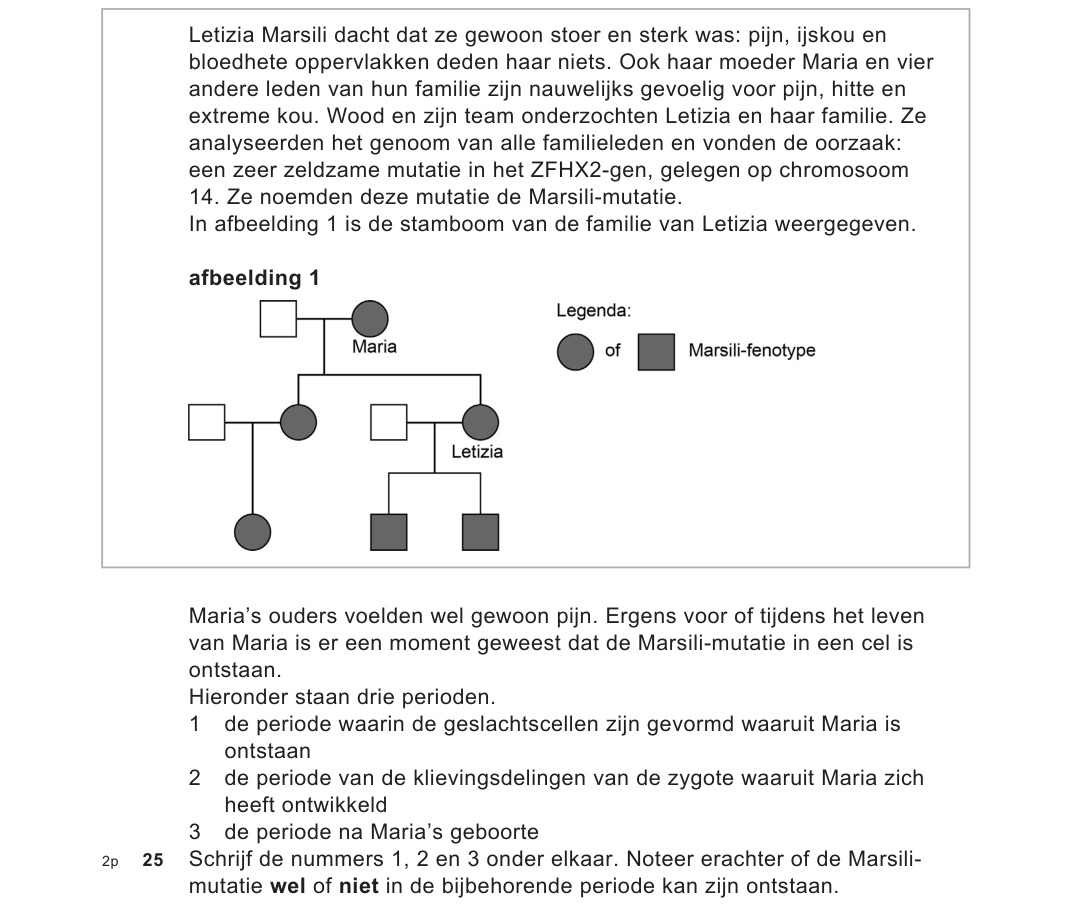 Letizia Marsili dacht dat ze gewoon stoer en sterk was: pijn, ijskou en
bloedhete oppervlakken deden haar niets. Ook haar moeder Maria en vier
andere leden van hun familie zijn nauwelijks gevoelig voor pijn, hitte en
extreme kou. Wood en zijn team onderzochten Letizia en haar familie. Ze
analyseerden het genoom van alle familieleden en vonden de oorzaak:
een zeer zeldzame mutatie in het ZFHX2-gen, gelegen op chromosoom
14. Ze noemden deze mutatie de Marsili-mutatie.
In afbeelding 1 is de stamboom van de familie van Letizia weergegeven.
afbeelding 1
Maria
Letizia
Legenda:
of Marsili-fenotype
Maria’s ouders voelden wel gewoon pijn. Ergens voor of tijdens het leven
van Maria is er een moment geweest dat de Marsili-mutatie in een cel is
ontstaan.
Hieronder staan drie perioden.
1 de periode waarin de geslachtscellen zijn gevormd waaruit Maria is
ontstaan
2 de periode van de klievingsdelingen van de zygote waaruit Maria zich
heeft ontwikkeld
3 de periode na Maria’s geboorte
2p 25 Schrijf de nummers 1, 2 en 3 onder elkaar. Noteer erachter of de Marsili-
mutatie wel of niet in de bijbehorende periode kan zijn ontstaan.